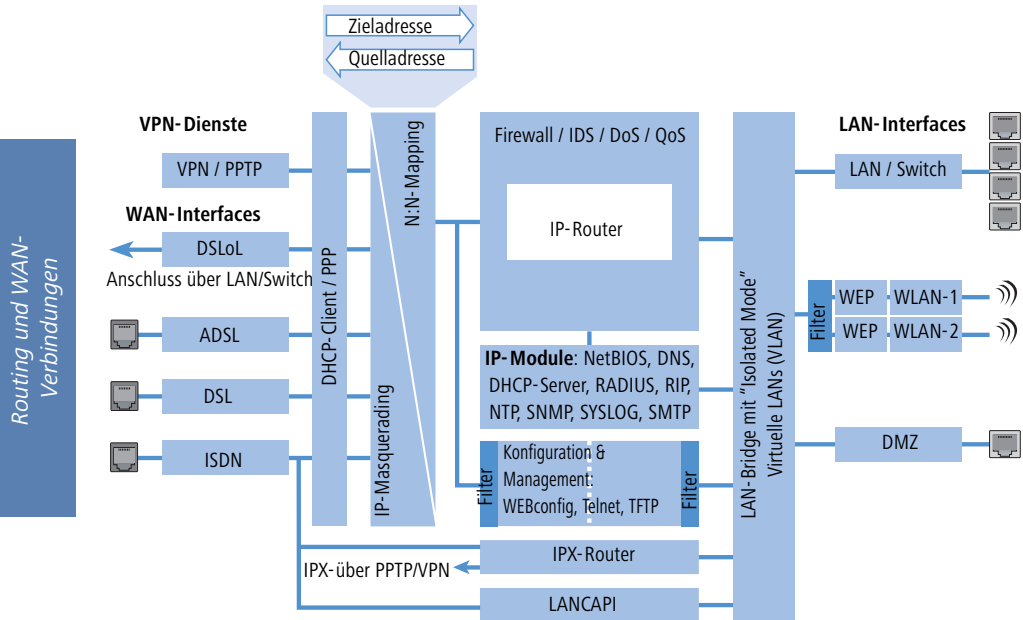 Zieladresse
Quelladresse
Routing und WAN-
Verbindungen
VPN-Dienste
VPN / PPTP
WAN-Interfaces
DSLoL
Anschluss über LAN/Switch
ADSL
DSL
ISDN
DHCP-Client / PPP
IP-Masquerading
N:N-Mapping
Firewall / IDS / DoS / QoS
IP-Router
IP-Module: NetBIOS, DNS,
DHCP-Server, RADIUS, RIP,
NTP, SNMP, SYSLOG, SMTP
Filter
Konfiguration &
Management:
WEBconfig, Telnet, TFTP
Filter
IPX-Router
IPX-über PPTP/VPN
LANCAPI
LAN-Bridge mit "Isolated Mode"
Virtuelle LANs (VLAN)
LAN-Interfaces
LAN / Switch
Filter
WEP
WLAN-1
WEP
WLAN-2
DMZ